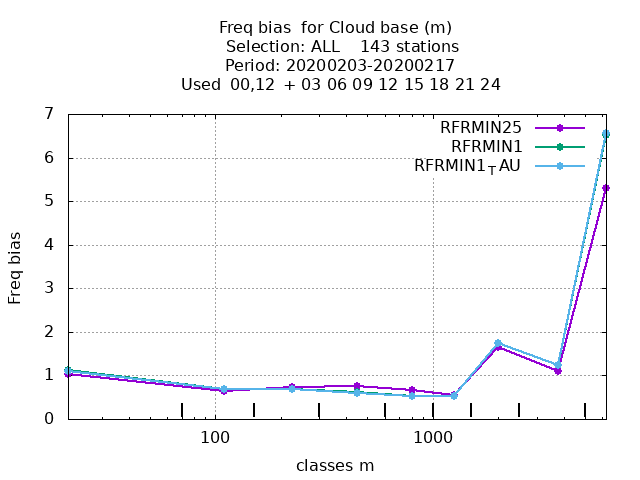 Freq bias  for Cloud base (m)
Selection: ALL    143 stations
Period: 20200203-20200217
Used  00,12  + 03 06 09 12 15 18 21 24
7
6
5
4
3
2
1
0
Freq bias
RFRMIN25
RFRMIN1
RFRMIN1TAU
100
1000
classes m